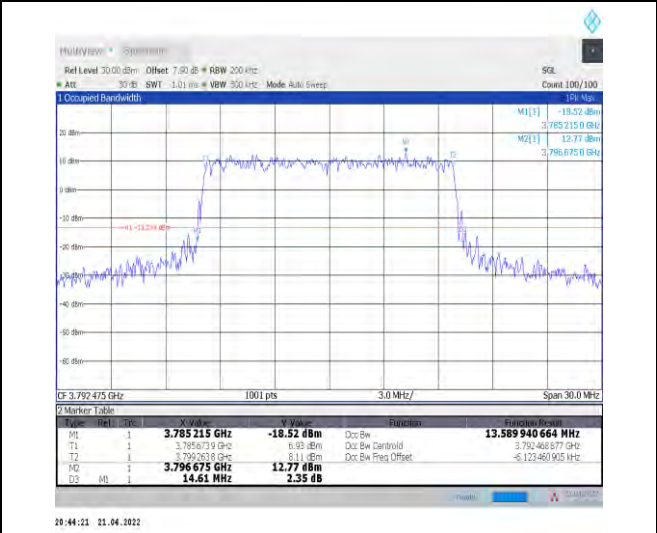 MultiView Spectrum
Ref Level 30.00 dBm Offset 7.90 dB RBW 200 kHz SGL
Att 30 dB SWT 1.01 ms VBW 500 kHz Mode Auto Sweep Count 100/100
1 Occupied Bandwidth 1Pk Max
M1[1] -18.52 dBm
3.785 215 0 GHz
M2[1] 12.77 dBm
3.796 675 0 GHz
20 dBm
M2
10 dBm
T2
0 dBm
-10 dBm
M1
-20 dBm
-30 dBm
-40 dBm
-50 dBm
-60 dBm
CF 3.792 475 GHz 1001 pts 3.0 MHz/ Span 30.0 MHz
2 Marker Table
Type Ref Trc X-Value Y-Value Function Function Result
M1 1 3.785 215 GHz -18.52 dBm Occ Bw 13.589 940 664 MHz
T1 1 3.785673 9 GHz 6.93 dBm Occ Bw Centroid 3.792 468 877 GHz
T2 1 3.799263 8 GHz 8.11 dBm Occ Bw Freq Offset -6.123 460 905 kHz
M2 1 3.796 675 GHz 12.77 dBm
D3 M1 1 14.61 MHz 2.35 dB
20:44:21 21.04.2022